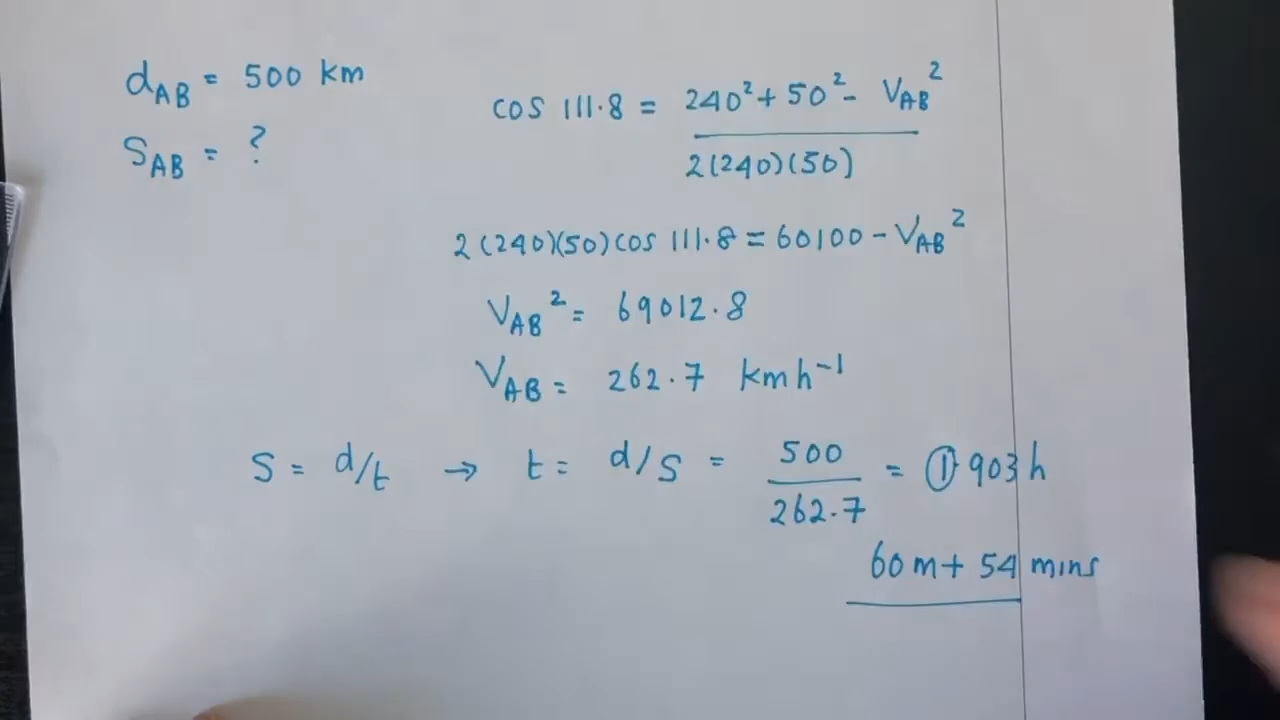 d_AB = 500 km
S_AB = ?
cos 111.8 = 240² + 50² - V_AB²
2(240)(50)
2(240)(50)cos 111.8 = 60100 - V_AB²
V_AB² = 69012.8
V_AB = 262.7 kmh⁻¹
S = d/t → t = d/s = 500 = ①.903 h
262.7
60m + 54 mins